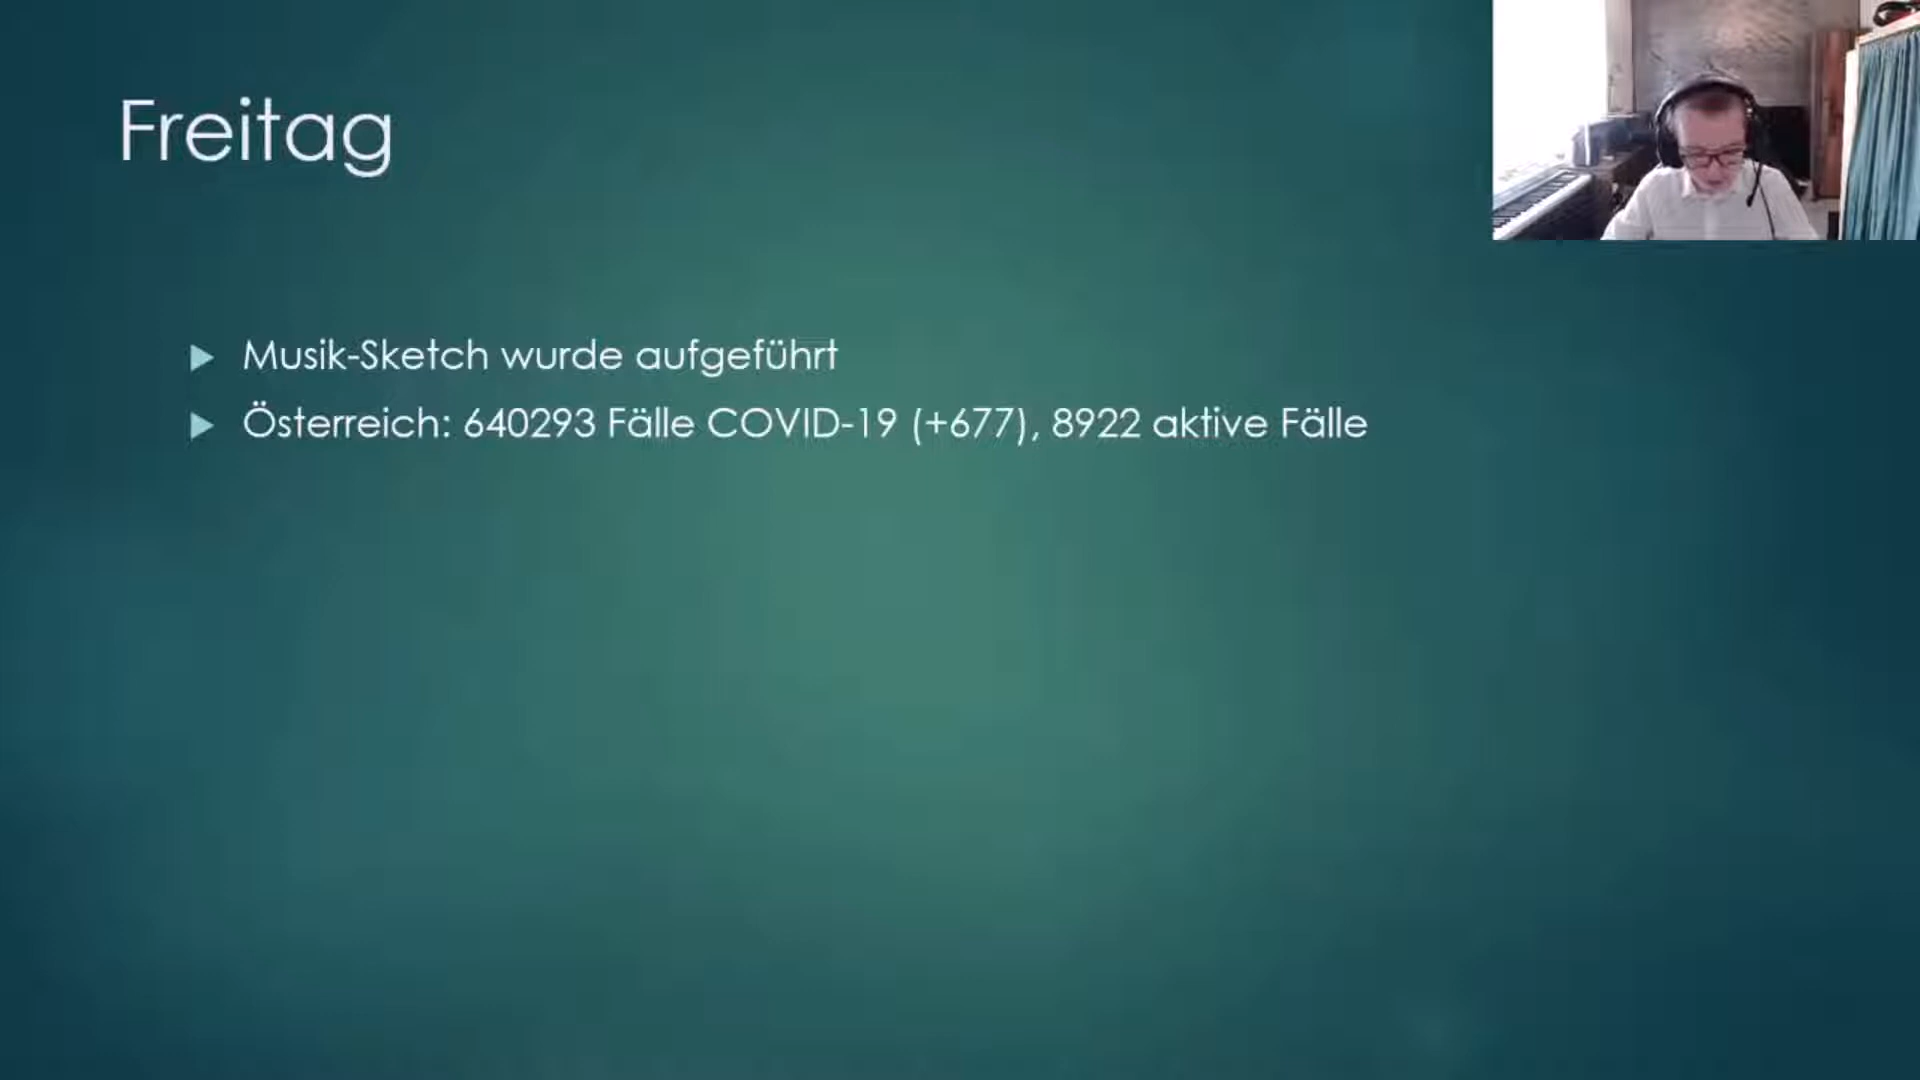 Freitag
Musik-Sketch wurde aufgeführt
Österreich: 640293 Fälle COVID-19 (+677), 8922 aktive Fälle